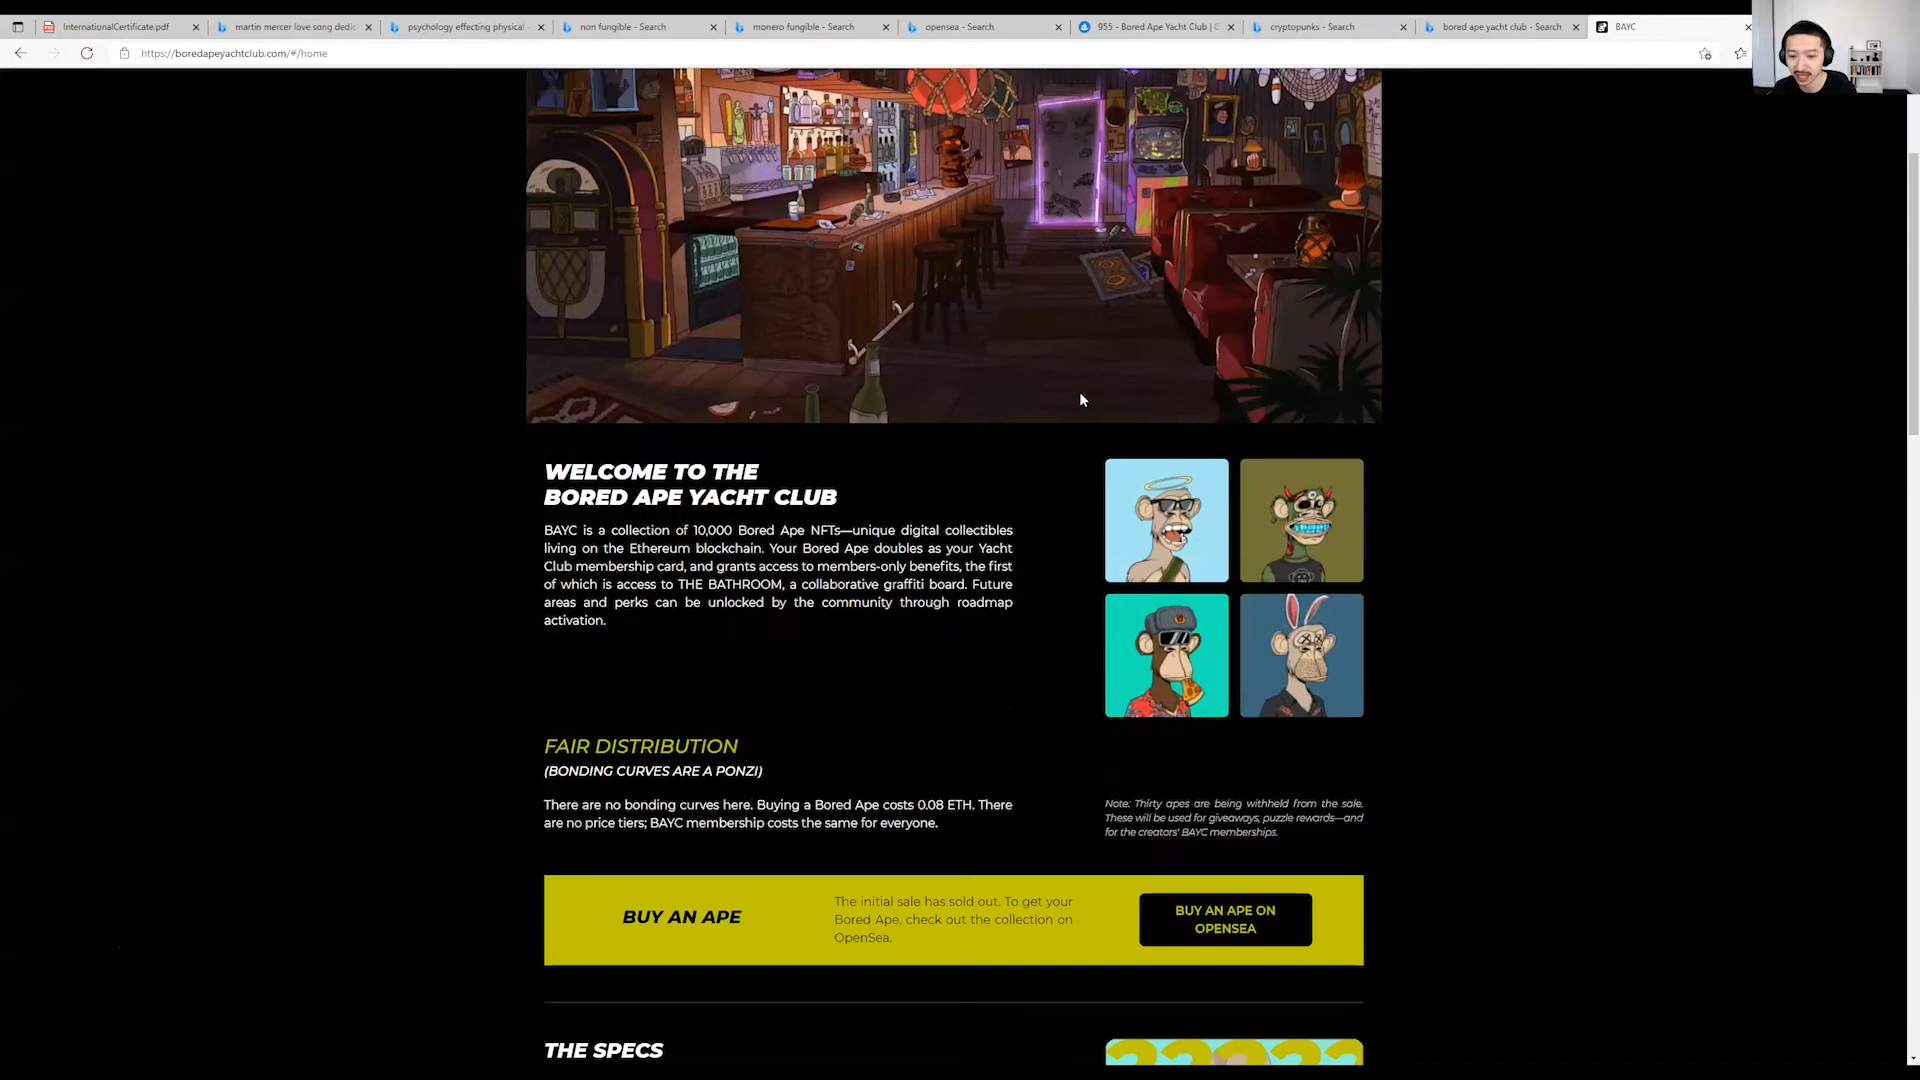 InternationalCertificate.pdf
martin mercer love song dedic
psychology effecting physical -
non fungible - Search
monero fungible - Search
opensea - Search
955 - Bored Ape Yacht Club | C
cryptopunks - Search
bored ape yacht club - Search
BAYC
https://boredapeyachtclub.com/#/home
WELCOME TO THE
BORED APE YACHT CLUB
BAYC is a collection of 10,000 Bored Ape NFTs—unique digital collectibles
living on the Ethereum blockchain. Your Bored Ape doubles as your Yacht
Club membership card, and grants access to members-only benefits, the first
of which is access to THE BATHROOM, a collaborative graffiti board. Future
areas and perks can be unlocked by the community through roadmap
activation.
FAIR DISTRIBUTION
(BONDING CURVES ARE A PONZI)
There are no bonding curves here. Buying a Bored Ape costs 0.08 ETH. There
are no price tiers; BAYC membership costs the same for everyone.
Note: Thirty apes are being withheld from the sale.
These will be used for giveaways, puzzle rewards—and
for the creators' BAYC memberships.
BUY AN APE
The initial sale has sold out. To get your
Bored Ape, check out the collection on
OpenSea.
BUY AN APE ON
OPENSEA
THE SPECS
?????